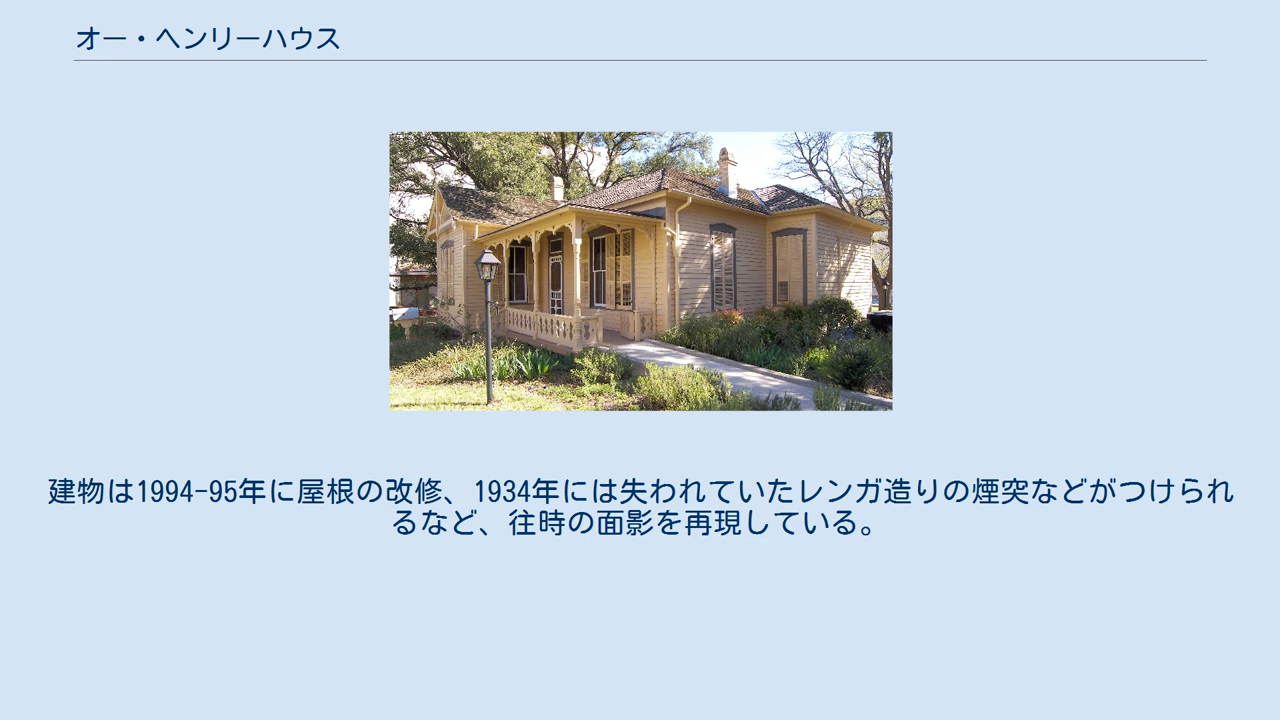 オー・ヘンリーハウス
建物は1994-95年に屋根の改修、1934年には失われていたレンガ造りの煙突などがつけられ
るなど、往時の面影を再現している。